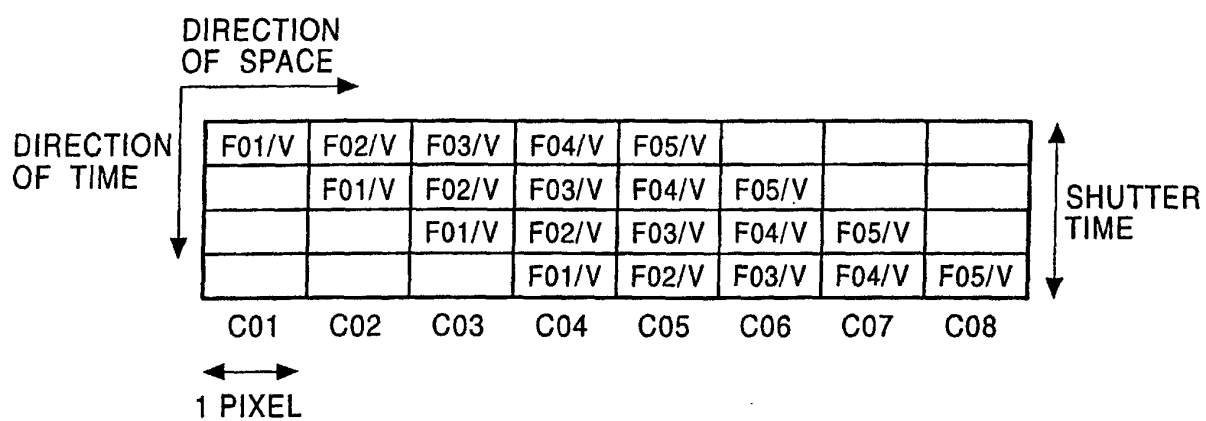 DIRECTION
OF SPACE
DIRECTION
OF TIME
F01/V F02/V F03/V F04/V F05/V
F01/V F02/V F03/V F04/V F05/V
F01/V F02/V F03/V F04/V F05/V
F01/V F02/V F03/V F04/V F05/V
SHUTTER
TIME
C01 C02 C03 C04 C05 C06 C07 C08
1 PIXEL